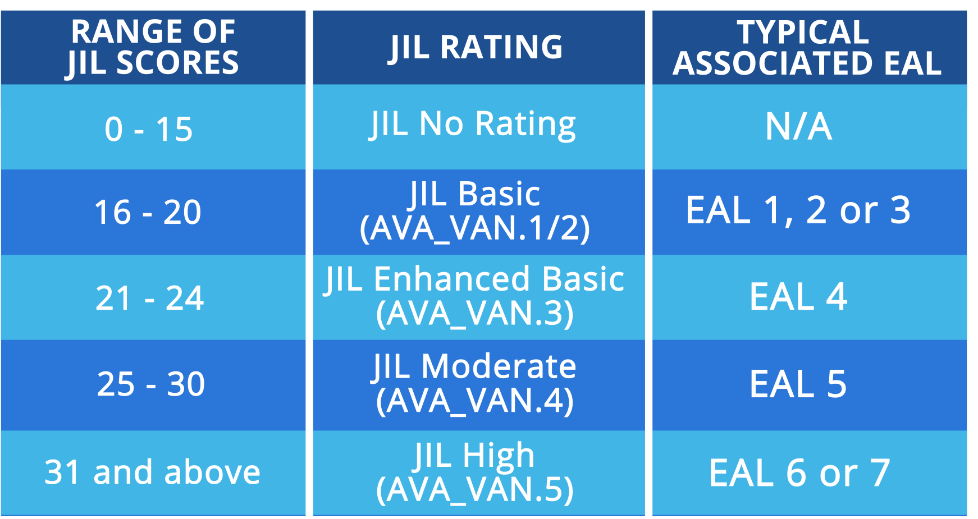 RANGE OF
JIL SCORES
JIL RATING
TYPICAL
ASSOCIATED EAL
0 - 15
JIL No Rating
N/A
16 - 20
JIL Basic
(AVA_VAN.1/2)
EAL 1, 2 or 3
21 - 24
JIL Enhanced Basic
(AVA_VAN.3)
EAL 4
25 - 30
JIL Moderate
(AVA_VAN.4)
EAL 5
31 and above
JIL High
(AVA_VAN.5)
EAL 6 or 7